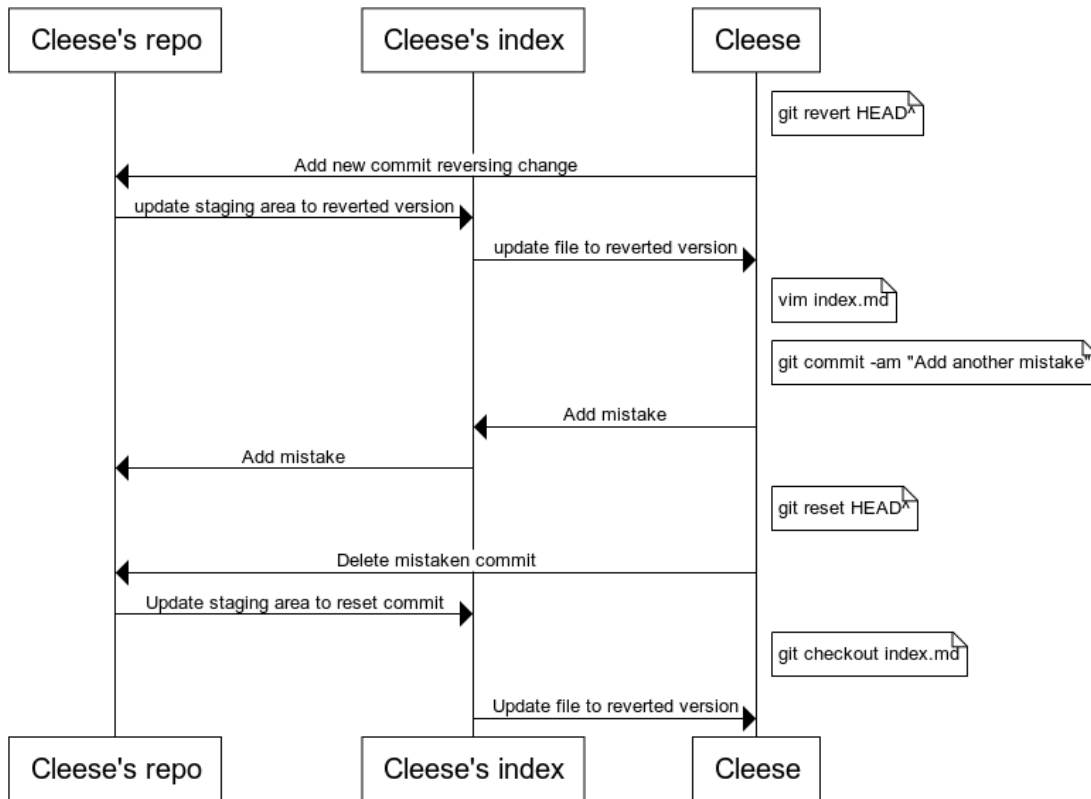 Cleese's repo
Cleese's index
Cleese
git revert HEAD^
Add new commit reversing change
update staging area to reverted version
update file to reverted version
vim index.md
git commit -am "Add another mistake"
Add mistake
Add mistake
git reset HEAD^
Delete mistaken commit
Update staging area to reset commit
git checkout index.md
Update file to reverted version
Cleese's repo
Cleese's index
Cleese